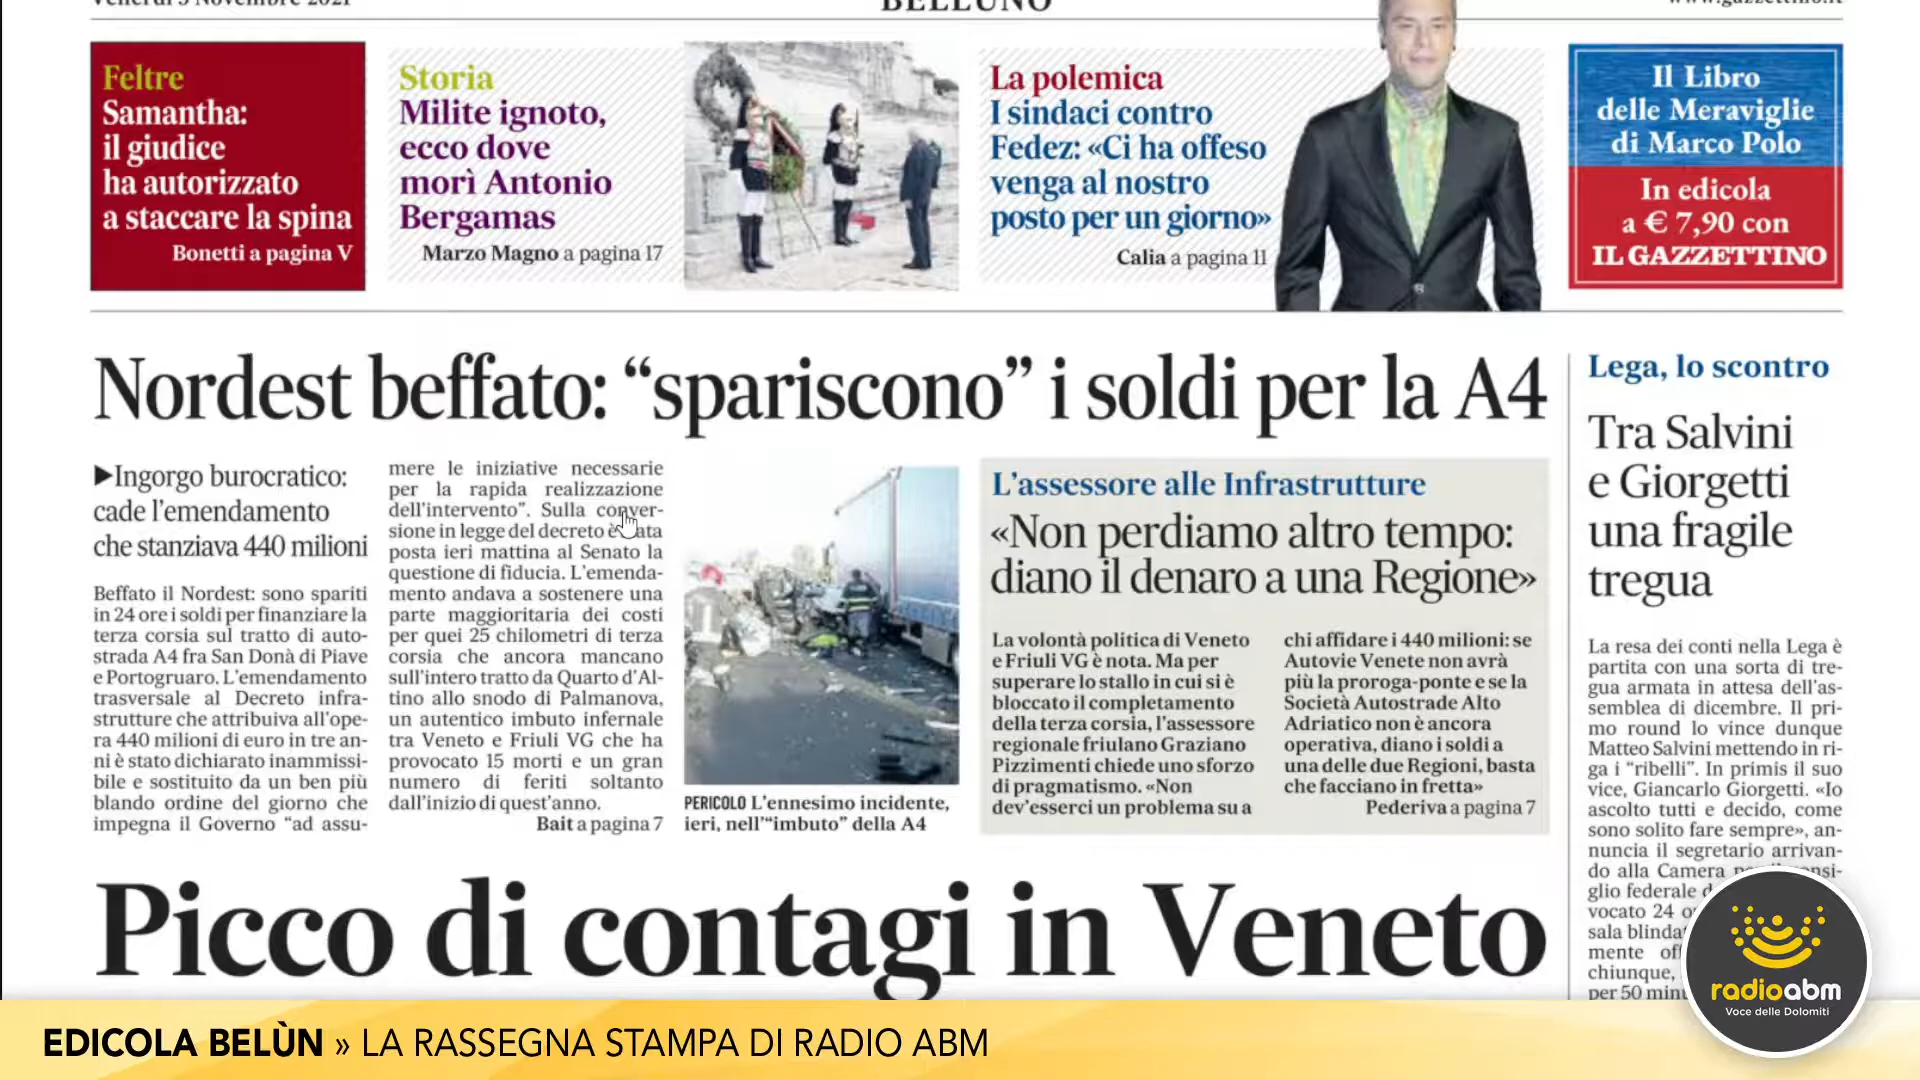 Venerdì 5 Novembre 2021
BELLUNO
www.gazzettino.it
Feltre
Samantha:
il giudice
ha autorizzato
a staccare la spina
Bonetti a pagina V
Storia
Milite ignoto,
ecco dove
morì Antonio
Bergamas
Marzo Magno a pagina 17
La polemica
I sindaci contro
Fedez: «Ci ha offeso
venga al nostro
posto per un giorno»
Calia a pagina 11
Il Libro
delle Meraviglie
di Marco Polo
In edicola
a € 7,90 con
IL GAZZETTINO
Nordest beffato: “spariscono” i soldi per la A4
▶Ingorgo burocratico:
cade l’emendamento
che stanziava 440 milioni
Beffato il Nordest: sono spariti
in 24 ore i soldi per finanziare la
terza corsia sul tratto di auto-
strada A4 fra San Donà di Piave
e Portogruaro. L’emendamento
trasversale al Decreto infra-
strutture che attribuiva all’ope-
ra 440 milioni di euro in tre an-
ni è stato dichiarato inammissi-
bile e sostituito da un ben più
blando ordine del giorno che
impegna il Governo “ad assu-
mere le iniziative necessarie
per la rapida realizzazione
dell’intervento”. Sulla conver-
sione in legge del decreto è stata
posta ieri mattina al Senato la
questione di fiducia. L’emenda-
mento andava a sostenere una
parte maggioritaria dei costi
per quei 25 chilometri di terza
corsia che ancora mancano
sull’intero tratto da Quarto d’Al-
tino allo snodo di Palmanova,
un autentico imbuto infernale
tra Veneto e Friuli VG che ha
provocato 15 morti e un gran
numero di feriti soltanto
dall’inizio di quest’anno.
Bait a pagina 7
PERICOLO L’ennesimo incidente,
ieri, nell’“imbuto” della A4
L’assessore alle Infrastrutture
«Non perdiamo altro tempo:
diano il denaro a una Regione»
La volontà politica di Veneto
e Friuli VG è nota. Ma per
superare lo stallo in cui si è
bloccato il completamento
della terza corsia, l’assessore
regionale friulano Graziano
Pizzimenti chiede uno sforzo
di pragmatismo. «Non
dev’esserci un problema su a
chi affidare i 440 milioni: se
Autovie Venete non avrà
più la proroga-ponte e se la
Società Autostrade Alto
Adriatico non è ancora
operativa, diano i soldi a
una delle due Regioni, basta
che facciano in fretta»
Pederiva a pagina 7
Lega, lo scontro
Tra Salvini
e Giorgetti
una fragile
tregua
La resa dei conti nella Lega è
partita con una sorta di tre-
gua armata in attesa dell’as-
semblea di dicembre. Il pri-
mo round lo vince dunque
Matteo Salvini mettendo in ri-
ga i “ribelli”. In primis il suo
vice, Giancarlo Giorgetti. «Io
ascolto tutti e decido, come
sono solito fare sempre», an-
nuncia il segretario arrivan-
do alla Camera
glio federale
vocato 24
sala
mente
chiunque,
per 50
Picco di contagi in Veneto
radioabm
Voce delle Dolomiti
EDICOLA BELÙN » LA RASSEGNA STAMPA DI RADIO ABM